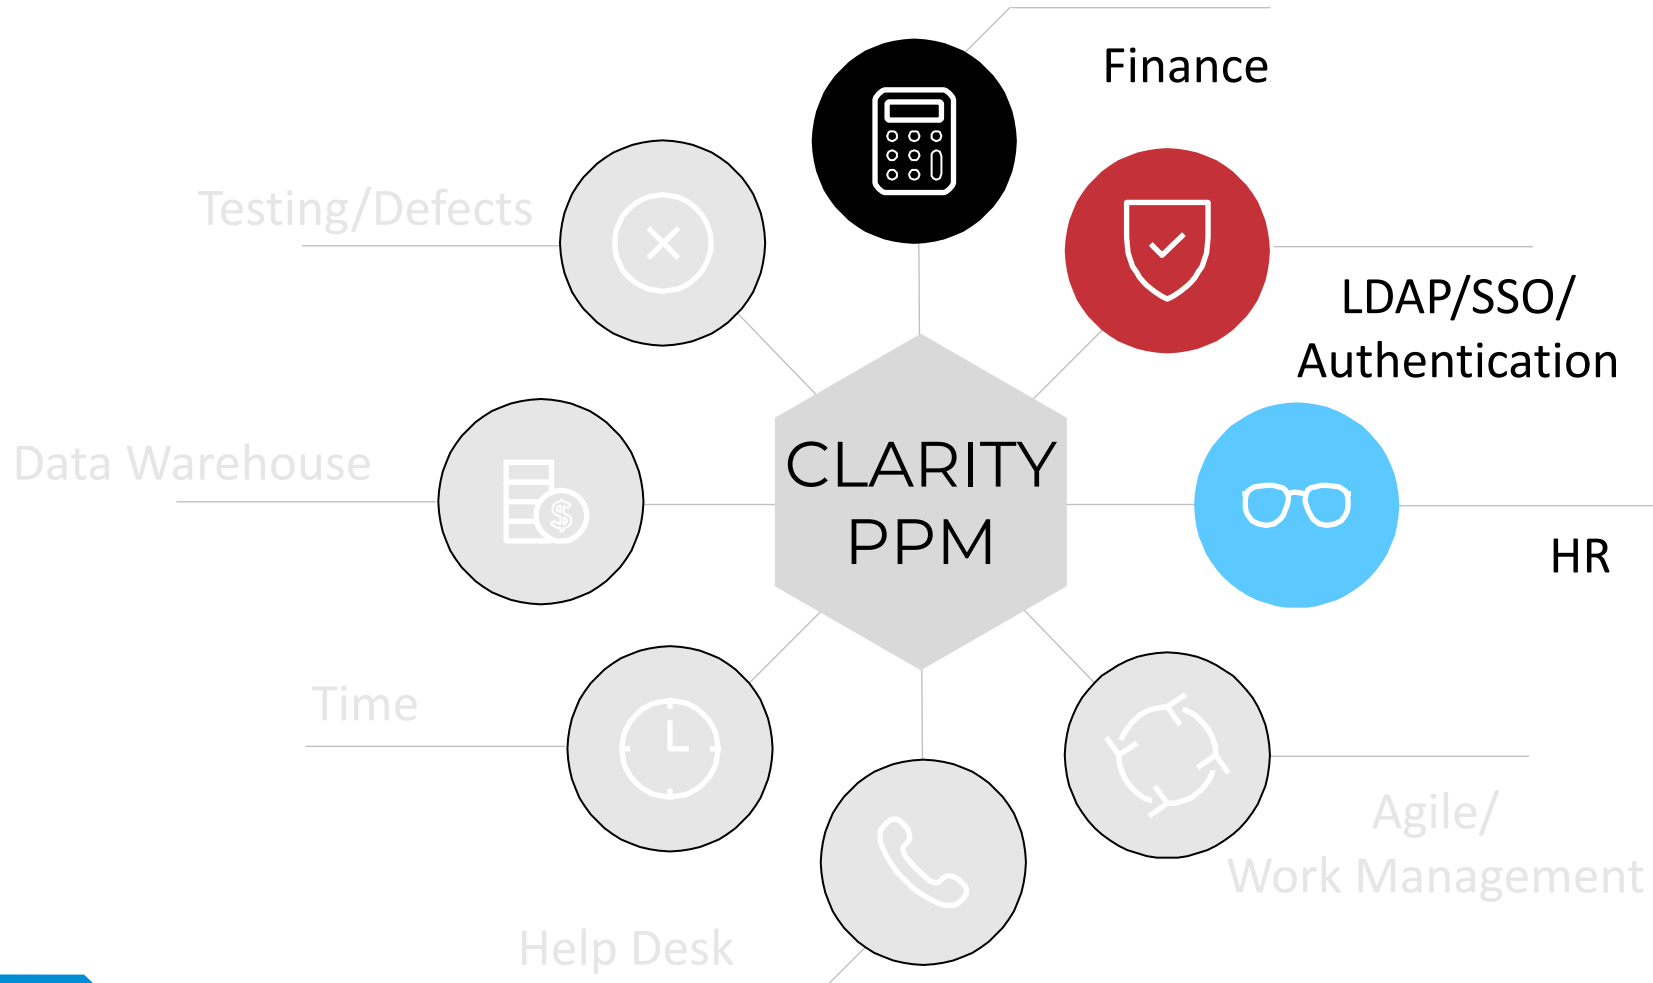 Finance
Testing/Defects
LDAP/SSO/
Authentication
Data Warehouse
CLARITY
PPM
HR
Time
Agile/
Work Management
Help Desk
$